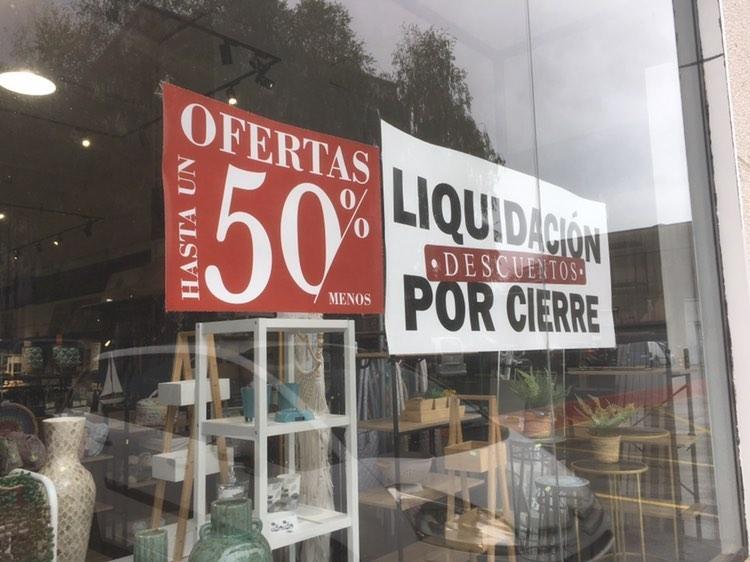 OFERTAS
HASTA UN
50%
MENOS
LIQUIDACIÓN
·DESCUENTOS·
POR CIERRE